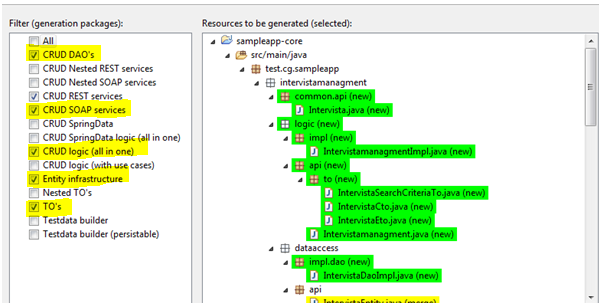 Filter (generation packages):
All
CRUD DAO's
CRUD Nested REST services
CRUD Nested SOAP services
CRUD REST services
CRUD SOAP services
CRUD SpringData
CRUD SpringData logic (all in one)
CRUD logic (all in one)
CRUD logic (with use cases)
Entity infrastructure
Nested TO's
TO's
Testdata builder
Testdata builder (persistable)
Resources to be generated (selected):
sampleapp-core
src/main/java
test.cg.sampleapp
intervistamanagment
common.api (new)
Intervista.java (new)
logic (new)
impl (new)
IntervistamanagmentImpl.java (new)
api (new)
to (new)
IntervistaSearchCriteriaTo.java (new)
IntervistaCto.java (new)
IntervistaEto.java (new)
Intervistamanagment.java (new)
dataaccess
impl.dao (new)
IntervistaDaoImpl.java (new)
api
IntervistaEntity.java (merge)